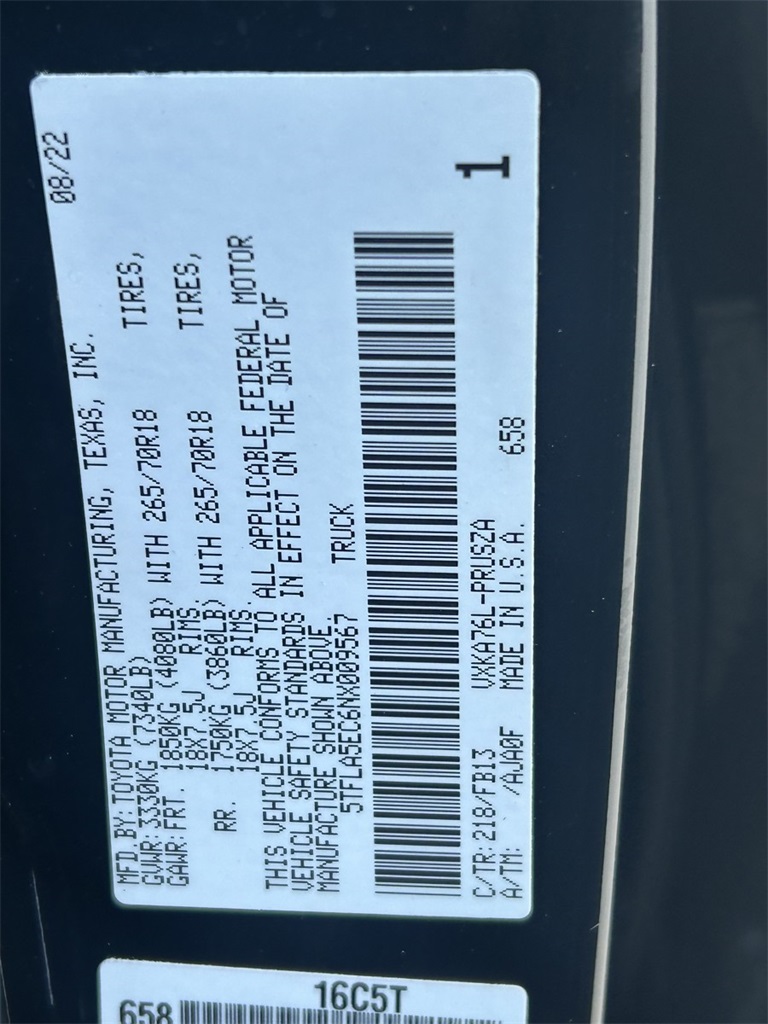 MFD.BY:TOYOTA MOTOR MANUFACTURING, TEXAS, INC. 08/22
GVWR:3330KG (7340LB)
GAWR:FRT. 1850KG (4080LB) WITH 265/70R18 TIRES,
18X7.5J RIMS.
RR. 1750KG (3860LB) WITH 265/70R18 TIRES,
18X7.5J RIMS.
THIS VEHICLE CONFORMS TO ALL APPLICABLE FEDERAL MOTOR
VEHICLE SAFETY STANDARDS IN EFFECT ON THE DATE OF
MANUFACTURE SHOWN ABOVE.
5TFLA5EC6NX009567 TRUCK
1
C/TR:218/FB13 VXKA76L-PRUSZA
A/TM: /AJA0F MADE IN U.S.A. 658
16C5T
658